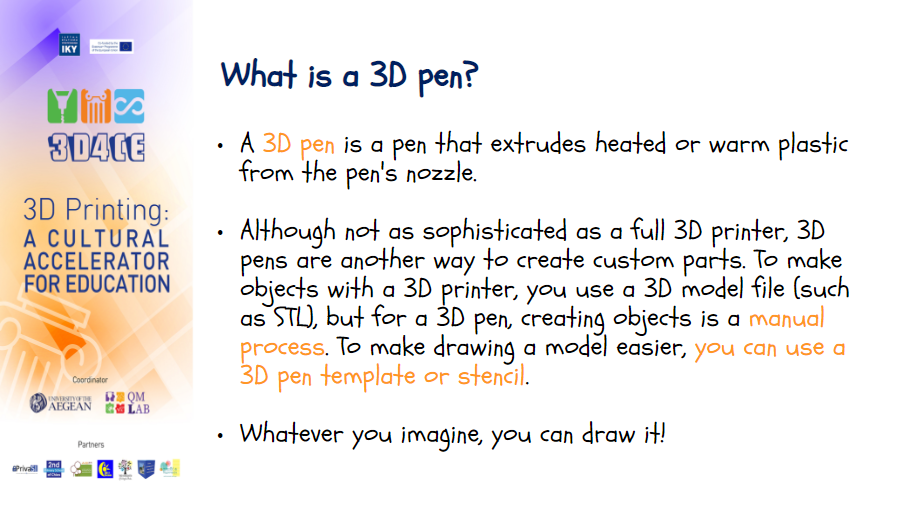 IKY
3D4CE
3D Printing:
A CULTURAL
ACCELERATOR
FOR EDUCATION
Coordinator
UNIVERSITY OF THE
AEGEAN
QM
LAB
Partners
2nd
What is a 3D pen?
• A 3D pen is a pen that extrudes heated or warm plastic
from the pen's nozzle.
• Although not as sophisticated as a full 3D printer, 3D
pens are another way to create custom parts. To make
objects with a 3D printer, you use a 3D model file (such
as STL), but for a 3D pen, creating objects is a manual
process. To make drawing a model easier, you can use a
3D pen template or stencil.
• Whatever you imagine, you can draw it!